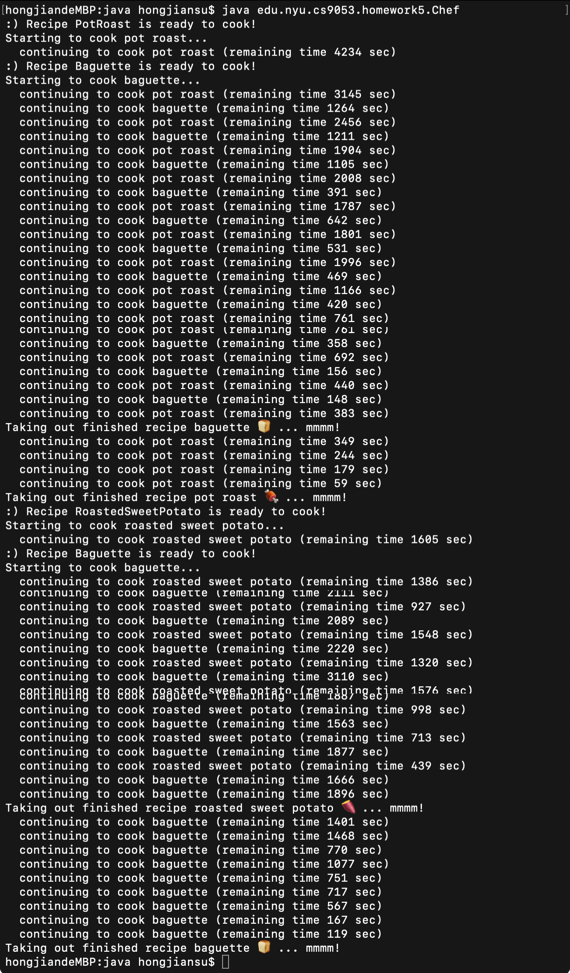 [hongjiandeMBP:java hongjiansu$ java edu.nyu.cs9053.homework5.Chef ]
:) Recipe PotRoast is ready to cook!
Starting to cook pot roast...
continuing to cook pot roast (remaining time 4234 sec)
:) Recipe Baguette is ready to cook!
Starting to cook baguette...
continuing to cook pot roast (remaining time 3145 sec)
continuing to cook baguette (remaining time 1264 sec)
continuing to cook pot roast (remaining time 2456 sec)
continuing to cook baguette (remaining time 1211 sec)
continuing to cook pot roast (remaining time 1904 sec)
continuing to cook baguette (remaining time 1105 sec)
continuing to cook pot roast (remaining time 2008 sec)
continuing to cook baguette (remaining time 391 sec)
continuing to cook pot roast (remaining time 1787 sec)
continuing to cook baguette (remaining time 642 sec)
continuing to cook pot roast (remaining time 1801 sec)
continuing to cook baguette (remaining time 531 sec)
continuing to cook pot roast (remaining time 1996 sec)
continuing to cook baguette (remaining time 469 sec)
continuing to cook pot roast (remaining time 1166 sec)
continuing to cook baguette (remaining time 420 sec)
continuing to cook pot roast (remaining time 761 sec)
continuing to cook pot roast (remaining time 761 sec)
continuing to cook baguette (remaining time 358 sec)
continuing to cook pot roast (remaining time 692 sec)
continuing to cook baguette (remaining time 156 sec)
continuing to cook pot roast (remaining time 440 sec)
continuing to cook baguette (remaining time 148 sec)
continuing to cook pot roast (remaining time 383 sec)
Taking out finished recipe baguette 🍞 ... mmmm!
continuing to cook pot roast (remaining time 349 sec)
continuing to cook pot roast (remaining time 244 sec)
continuing to cook pot roast (remaining time 179 sec)
continuing to cook pot roast (remaining time 59 sec)
Taking out finished recipe pot roast 🍖 ... mmmm!
:) Recipe RoastedSweetPotato is ready to cook!
Starting to cook roasted sweet potato...
continuing to cook roasted sweet potato (remaining time 1605 sec)
:) Recipe Baguette is ready to cook!
Starting to cook baguette...
continuing to cook roasted sweet potato (remaining time 1386 sec)
continuing to cook baguette (remaining time 2111 sec)
continuing to cook roasted sweet potato (remaining time 927 sec)
continuing to cook baguette (remaining time 2089 sec)
continuing to cook roasted sweet potato (remaining time 1548 sec)
continuing to cook baguette (remaining time 2220 sec)
continuing to cook roasted sweet potato (remaining time 1320 sec)
continuing to cook baguette (remaining time 3110 sec)
continuing to cook roasted sweet potato (remaining time 1576 sec)
continuing to cook baguette (remaining time sec)
continuing to cook roasted sweet potato (remaining time 998 sec)
continuing to cook baguette (remaining time 1563 sec)
continuing to cook roasted sweet potato (remaining time 713 sec)
continuing to cook baguette (remaining time 1877 sec)
continuing to cook roasted sweet potato (remaining time 439 sec)
continuing to cook baguette (remaining time 1666 sec)
continuing to cook baguette (remaining time 1896 sec)
Taking out finished recipe roasted sweet potato 🍠 ... mmmm!
continuing to cook baguette (remaining time 1401 sec)
continuing to cook baguette (remaining time 1468 sec)
continuing to cook baguette (remaining time 770 sec)
continuing to cook baguette (remaining time 1077 sec)
continuing to cook baguette (remaining time 751 sec)
continuing to cook baguette (remaining time 717 sec)
continuing to cook baguette (remaining time 567 sec)
continuing to cook baguette (remaining time 167 sec)
continuing to cook baguette (remaining time 119 sec)
Taking out finished recipe baguette 🍞 ... mmmm!
hongjiandeMBP:java hongjiansu$